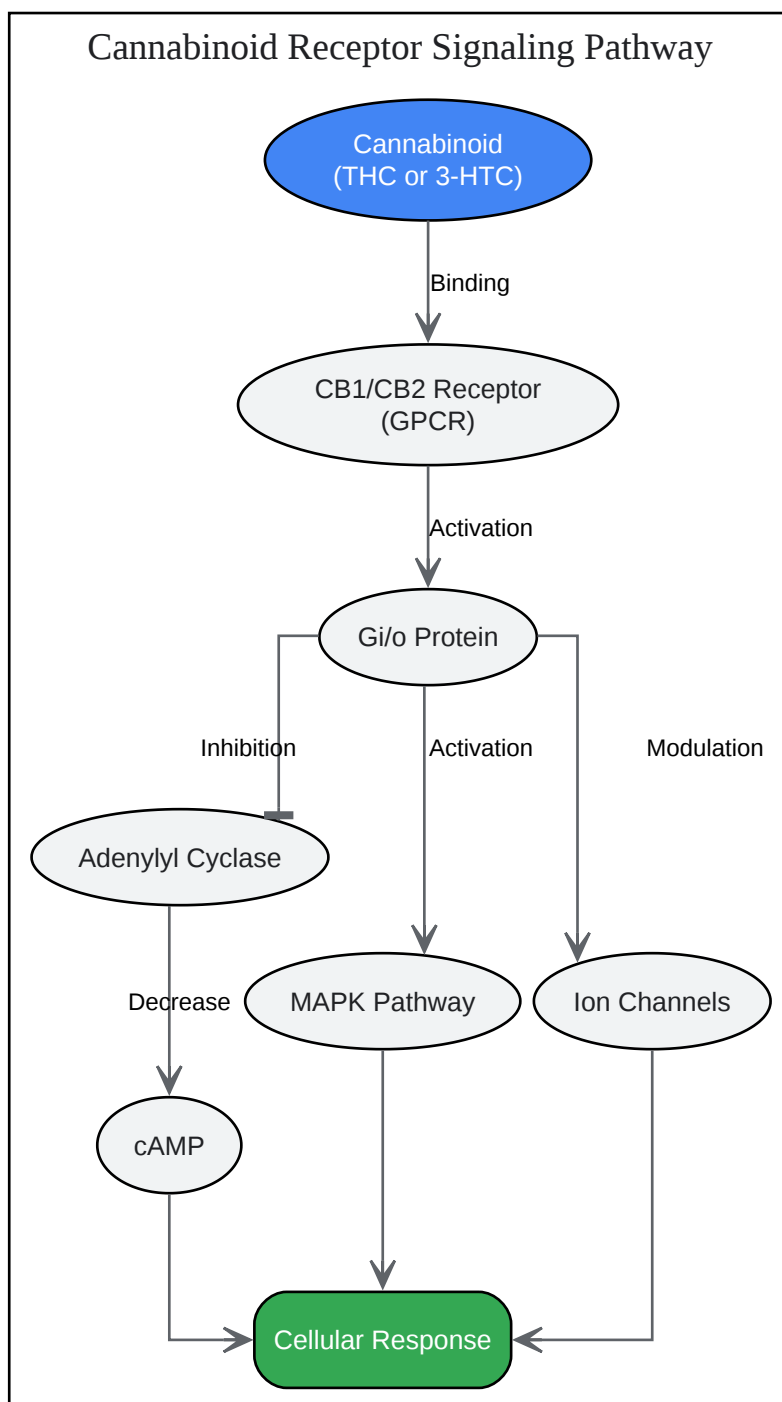 Cannabinoid Receptor Signaling Pathway
Cannabinoid
(THC or 3-HTC)
Binding
CB1/CB2 Receptor
(GPCR)
Activation
Gi/o Protein
Inhibition
Activation
Modulation
Adenylyl Cyclase
Decrease
MAPK Pathway
Ion Channels
cAMP
Cellular Response